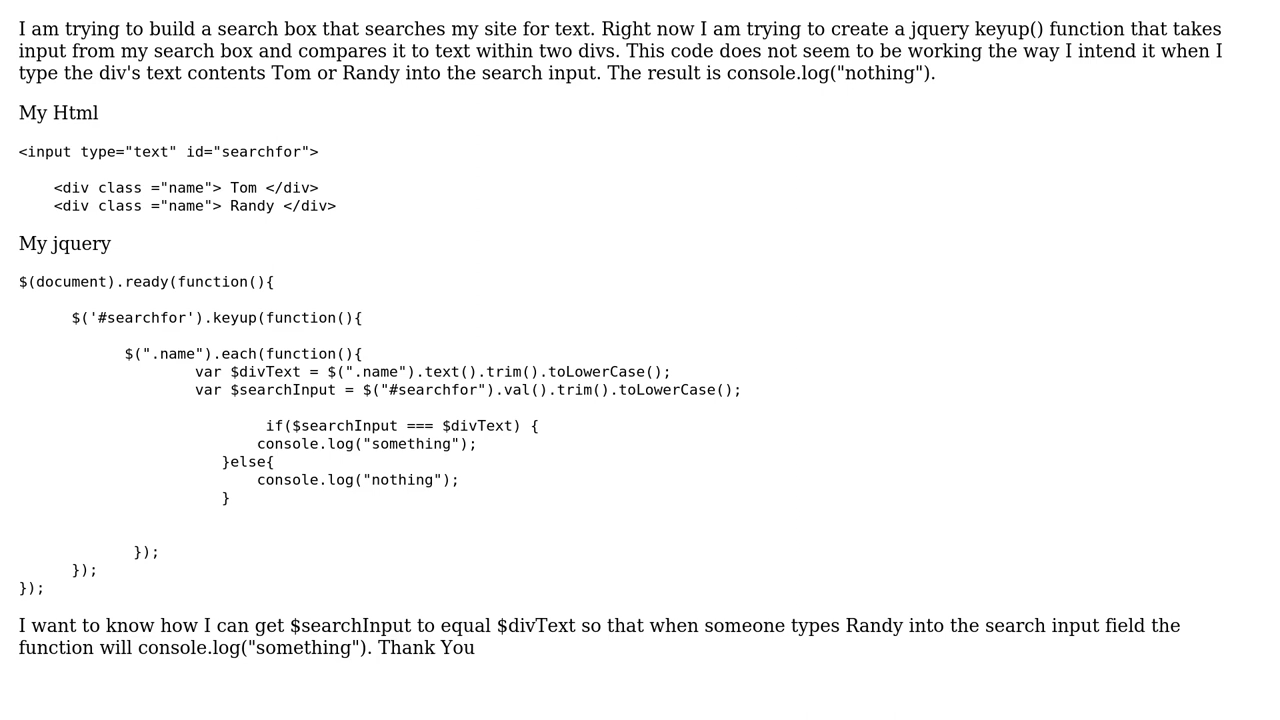 I am trying to build a search box that searches my site for text. Right now I am trying to create a jquery keyup() function that takes
input from my search box and compares it to text within two divs. This code does not seem to be working the way I intend it when I
type the div's text contents Tom or Randy into the search input. The result is console.log("nothing").
My Html
<input type="text" id="searchfor">
    <div class ="name"> Tom </div>
    <div class ="name"> Randy </div>
My jquery
$(document).ready(function(){
      $('#searchfor').keyup(function(){
            $(".name").each(function(){
                    var $divText = $(".name").text().trim().toLowerCase();
                    var $searchInput = $("#searchfor").val().trim().toLowerCase();
                            if($searchInput === $divText) {
                           console.log("something");
                       }else{
                           console.log("nothing");
                       }
             });
      });
});
I want to know how I can get $searchInput to equal $divText so that when someone types Randy into the search input field the
function will console.log("something"). Thank You